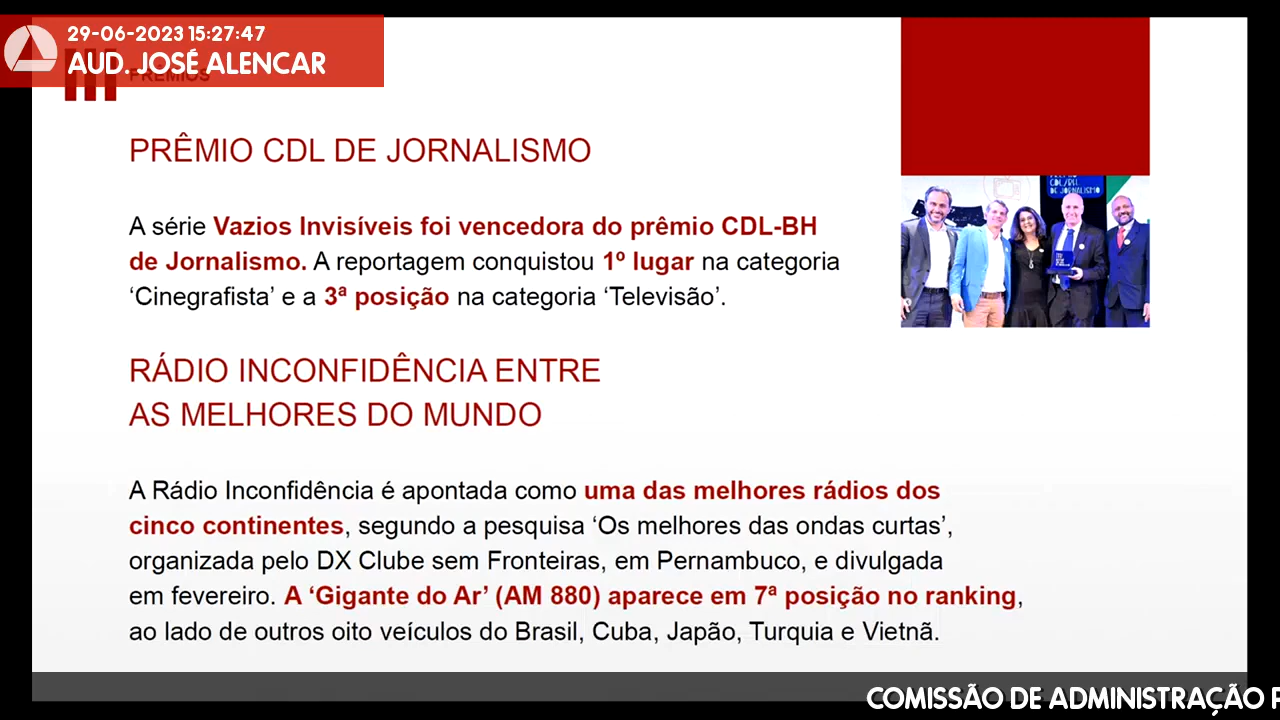 29-06-2023 15:27:47
AUD. JOSÉ ALENCAR
PRÊMIOS
PRÊMIO CDL DE JORNALISMO
A série Vazios Invisíveis foi vencedora do prêmio CDL-BH
de Jornalismo. A reportagem conquistou 1º lugar na categoria
‘Cinegrafista’ e a 3ª posição na categoria ‘Televisão’.
CDL/BH
DE JORNALISMO
RÁDIO INCONFIDÊNCIA ENTRE
AS MELHORES DO MUNDO
A Rádio Inconfidência é apontada como uma das melhores rádios dos
cinco continentes, segundo a pesquisa ‘Os melhores das ondas curtas’,
organizada pelo DX Clube sem Fronteiras, em Pernambuco, e divulgada
em fevereiro. A ‘Gigante do Ar’ (AM 880) aparece em 7ª posição no ranking,
ao lado de outros oito veículos do Brasil, Cuba, Japão, Turquia e Vietnã.
COMISSÃO DE ADMINISTRAÇÃO P